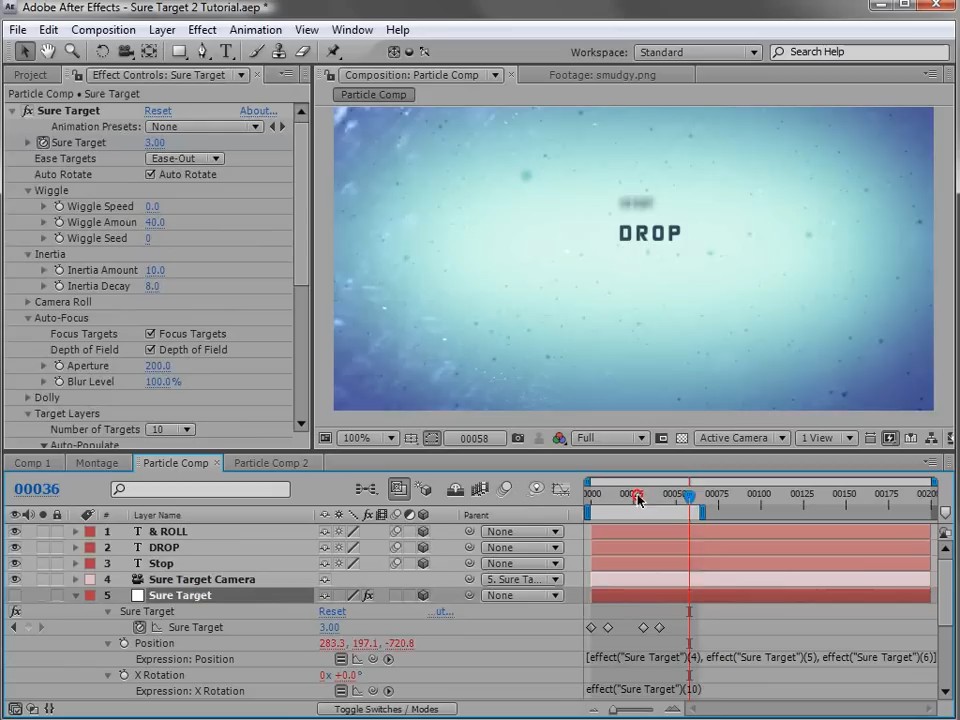 Adobe After Effects - Sure Target 2 Tutorial.aep *
File Edit Composition Layer Effect Animation View Window Help
Workspace: Standard Search Help
Project Effect Controls: Sure Target Composition: Particle Comp Footage: smudgy.png
Particle Comp • Sure Target Particle Comp
fx Sure Target Reset About...
Animation Presets: None
Sure Target 3.00
Ease Targets Ease-Out
Auto Rotate Auto Rotate
Wiggle
Wiggle Speed 0.0
Wiggle Amoun 40.0
Wiggle Seed 0
Inertia
Inertia Amount 10.0
Inertia Decay 8.0
Camera Roll
Auto-Focus
Focus Targets Focus Targets
Depth of Field Depth of Field
Aperture 200.0
Blur Level 100.0%
Dolly
Target Layers
Number of Targets 10
Auto-Populate
DROP
100% 00058 Full Active Camera 1 View
Comp 1 Montage Particle Comp Particle Comp 2
00036
# Layer Name Parent
1 T & ROLL None
2 T DROP None
3 T Stop None
4 Sure Target Camera 5. Sure Ta...
5 Sure Target fx None
fx Sure Target Reset ...ut...
Sure Target 3.00
Position 283.3, 197.1, -720.8
Expression: Position [effect("Sure Target")(4), effect("Sure Target")(5), effect("Sure Target")(6)]
X Rotation 0x +0.0°
Expression: X Rotation effect("Sure Target")(10)
Toggle Switches / Modes